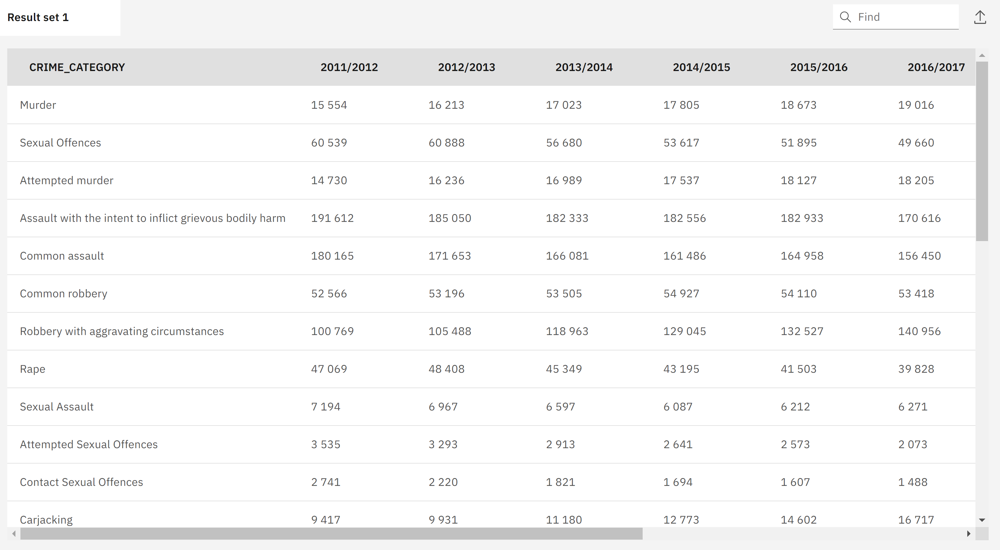 Result set 1 Find
CRIME_CATEGORY 2011/2012 2012/2013 2013/2014 2014/2015 2015/2016 2016/2017
Murder 15 554 16 213 17 023 17 805 18 673 19 016
Sexual Offences 60 539 60 888 56 680 53 617 51 895 49 660
Attempted murder 14 730 16 236 16 989 17 537 18 127 18 205
Assault with the intent to inflict grievous bodily harm 191 612 185 050 182 333 182 556 182 933 170 616
Common assault 180 165 171 653 166 081 161 486 164 958 156 450
Common robbery 52 566 53 196 53 505 54 927 54 110 53 418
Robbery with aggravating circumstances 100 769 105 488 118 963 129 045 132 527 140 956
Rape 47 069 48 408 45 349 43 195 41 503 39 828
Sexual Assault 7 194 6 967 6 597 6 087 6 212 6 271
Attempted Sexual Offences 3 535 3 293 2 913 2 641 2 573 2 073
Contact Sexual Offences 2 741 2 220 1 821 1 694 1 607 1 488
Carjacking 9 417 9 931 11 180 12 773 14 602 16 717